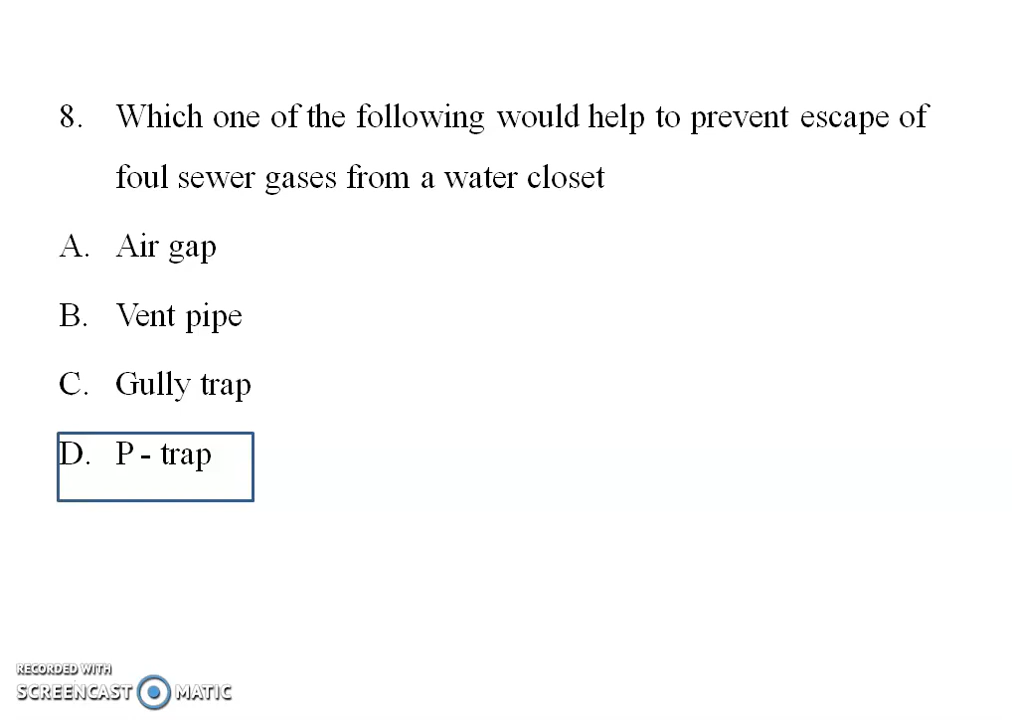 8. Which one of the following would help to prevent escape of
foul sewer gases from a water closet
A. Air gap
B. Vent pipe
C. Gully trap
D. P - trap
RECORDED WITH
SCREENCAST MATIC